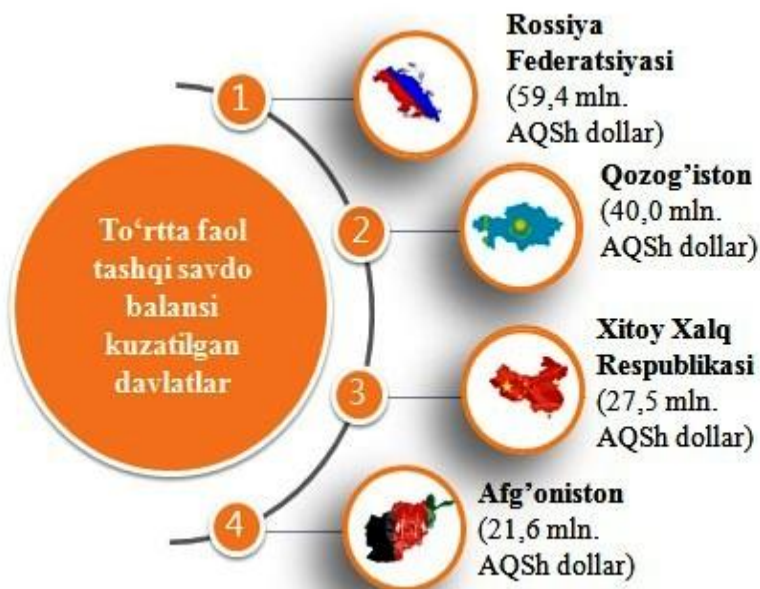 To‘rtta faol
tashqi savdo
balansi
kuzatilgan
davlatlar
1
Rossiya
Federatsiyasi
(59,4 mln.
AQSh dollar)
2
Qozog’iston
(40,0 mln.
AQSh dollar)
3
Xitoy Xalq
Respublikasi
(27,5 mln.
AQSh dollar)
4
Afg’oniston
(21,6 mln.
AQSh dollar)